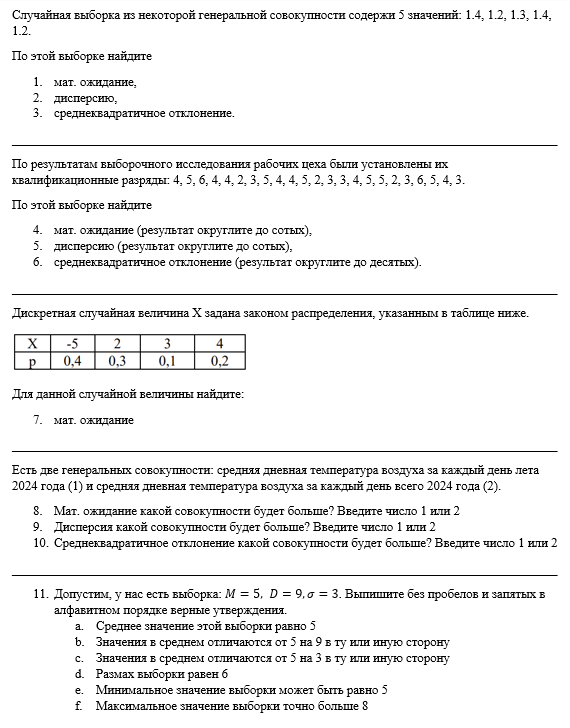 Случайная выборка из некоторой генеральной совокупности содержи 5 значений: 1.4, 1.2, 1.3, 1.4,
1.2.
По этой выборке найдите
1. мат. ожидание,
2. дисперсию,
3. среднеквадратичное отклонение.
По результатам выборочного исследования рабочих цеха были установлены их
квалификационные разряды: 4, 5, 6, 4, 4, 2, 3, 5, 4, 4, 5, 2, 3, 3, 4, 5, 5, 2, 3, 6, 5, 4, 3.
По этой выборке найдите
4. мат. ожидание (результат округлите до сотых),
5. дисперсию (результат округлите до сотых),
6. среднеквадратичное отклонение (результат округлите до десятых).
Дискретная случайная величина X задана законом распределения, указанным в таблице ниже.
X -5 2 3 4
p 0,4 0,3 0,1 0,2
Для данной случайной величины найдите:
7. мат. ожидание
Есть две генеральных совокупности: средняя дневная температура воздуха за каждый день лета
2024 года (1) и средняя дневная температура воздуха за каждый день всего 2024 года (2).
8. Мат. ожидание какой совокупности будет больше? Введите число 1 или 2
9. Дисперсия какой совокупности будет больше? Введите число 1 или 2
10. Среднеквадратичное отклонение какой совокупности будет больше? Введите число 1 или 2
11. Допустим, у нас есть выборка: M = 5, D = 9, σ = 3. Выпишите без пробелов и запятых в
алфавитном порядке верные утверждения.
a. Среднее значение этой выборки равно 5
b. Значения в среднем отличаются от 5 на 9 в ту или иную сторону
c. Значения в среднем отличаются от 5 на 3 в ту или иную сторону
d. Размах выборки равен 6
e. Минимальное значение выборки может быть равно 5
f. Максимальное значение выборки точно больше 8